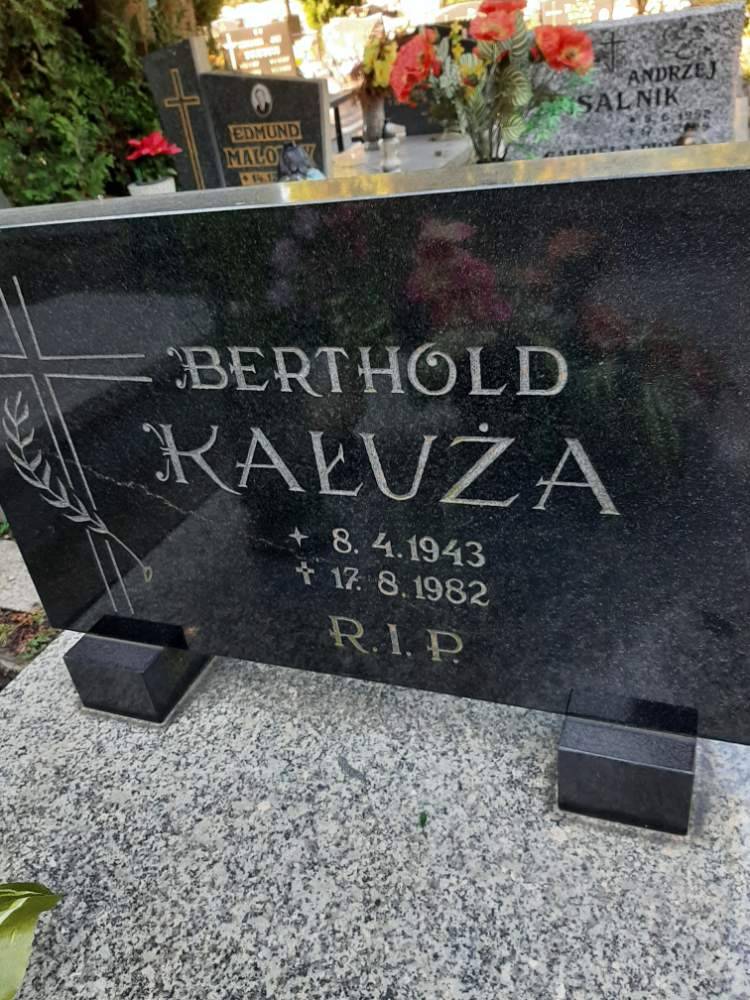 EDMUND
ANDRZEJ
SALNIK
BERTHOLD
KAŁUŻA
8. 4. 1943
✝ 17. 8. 1982
R. I. P.